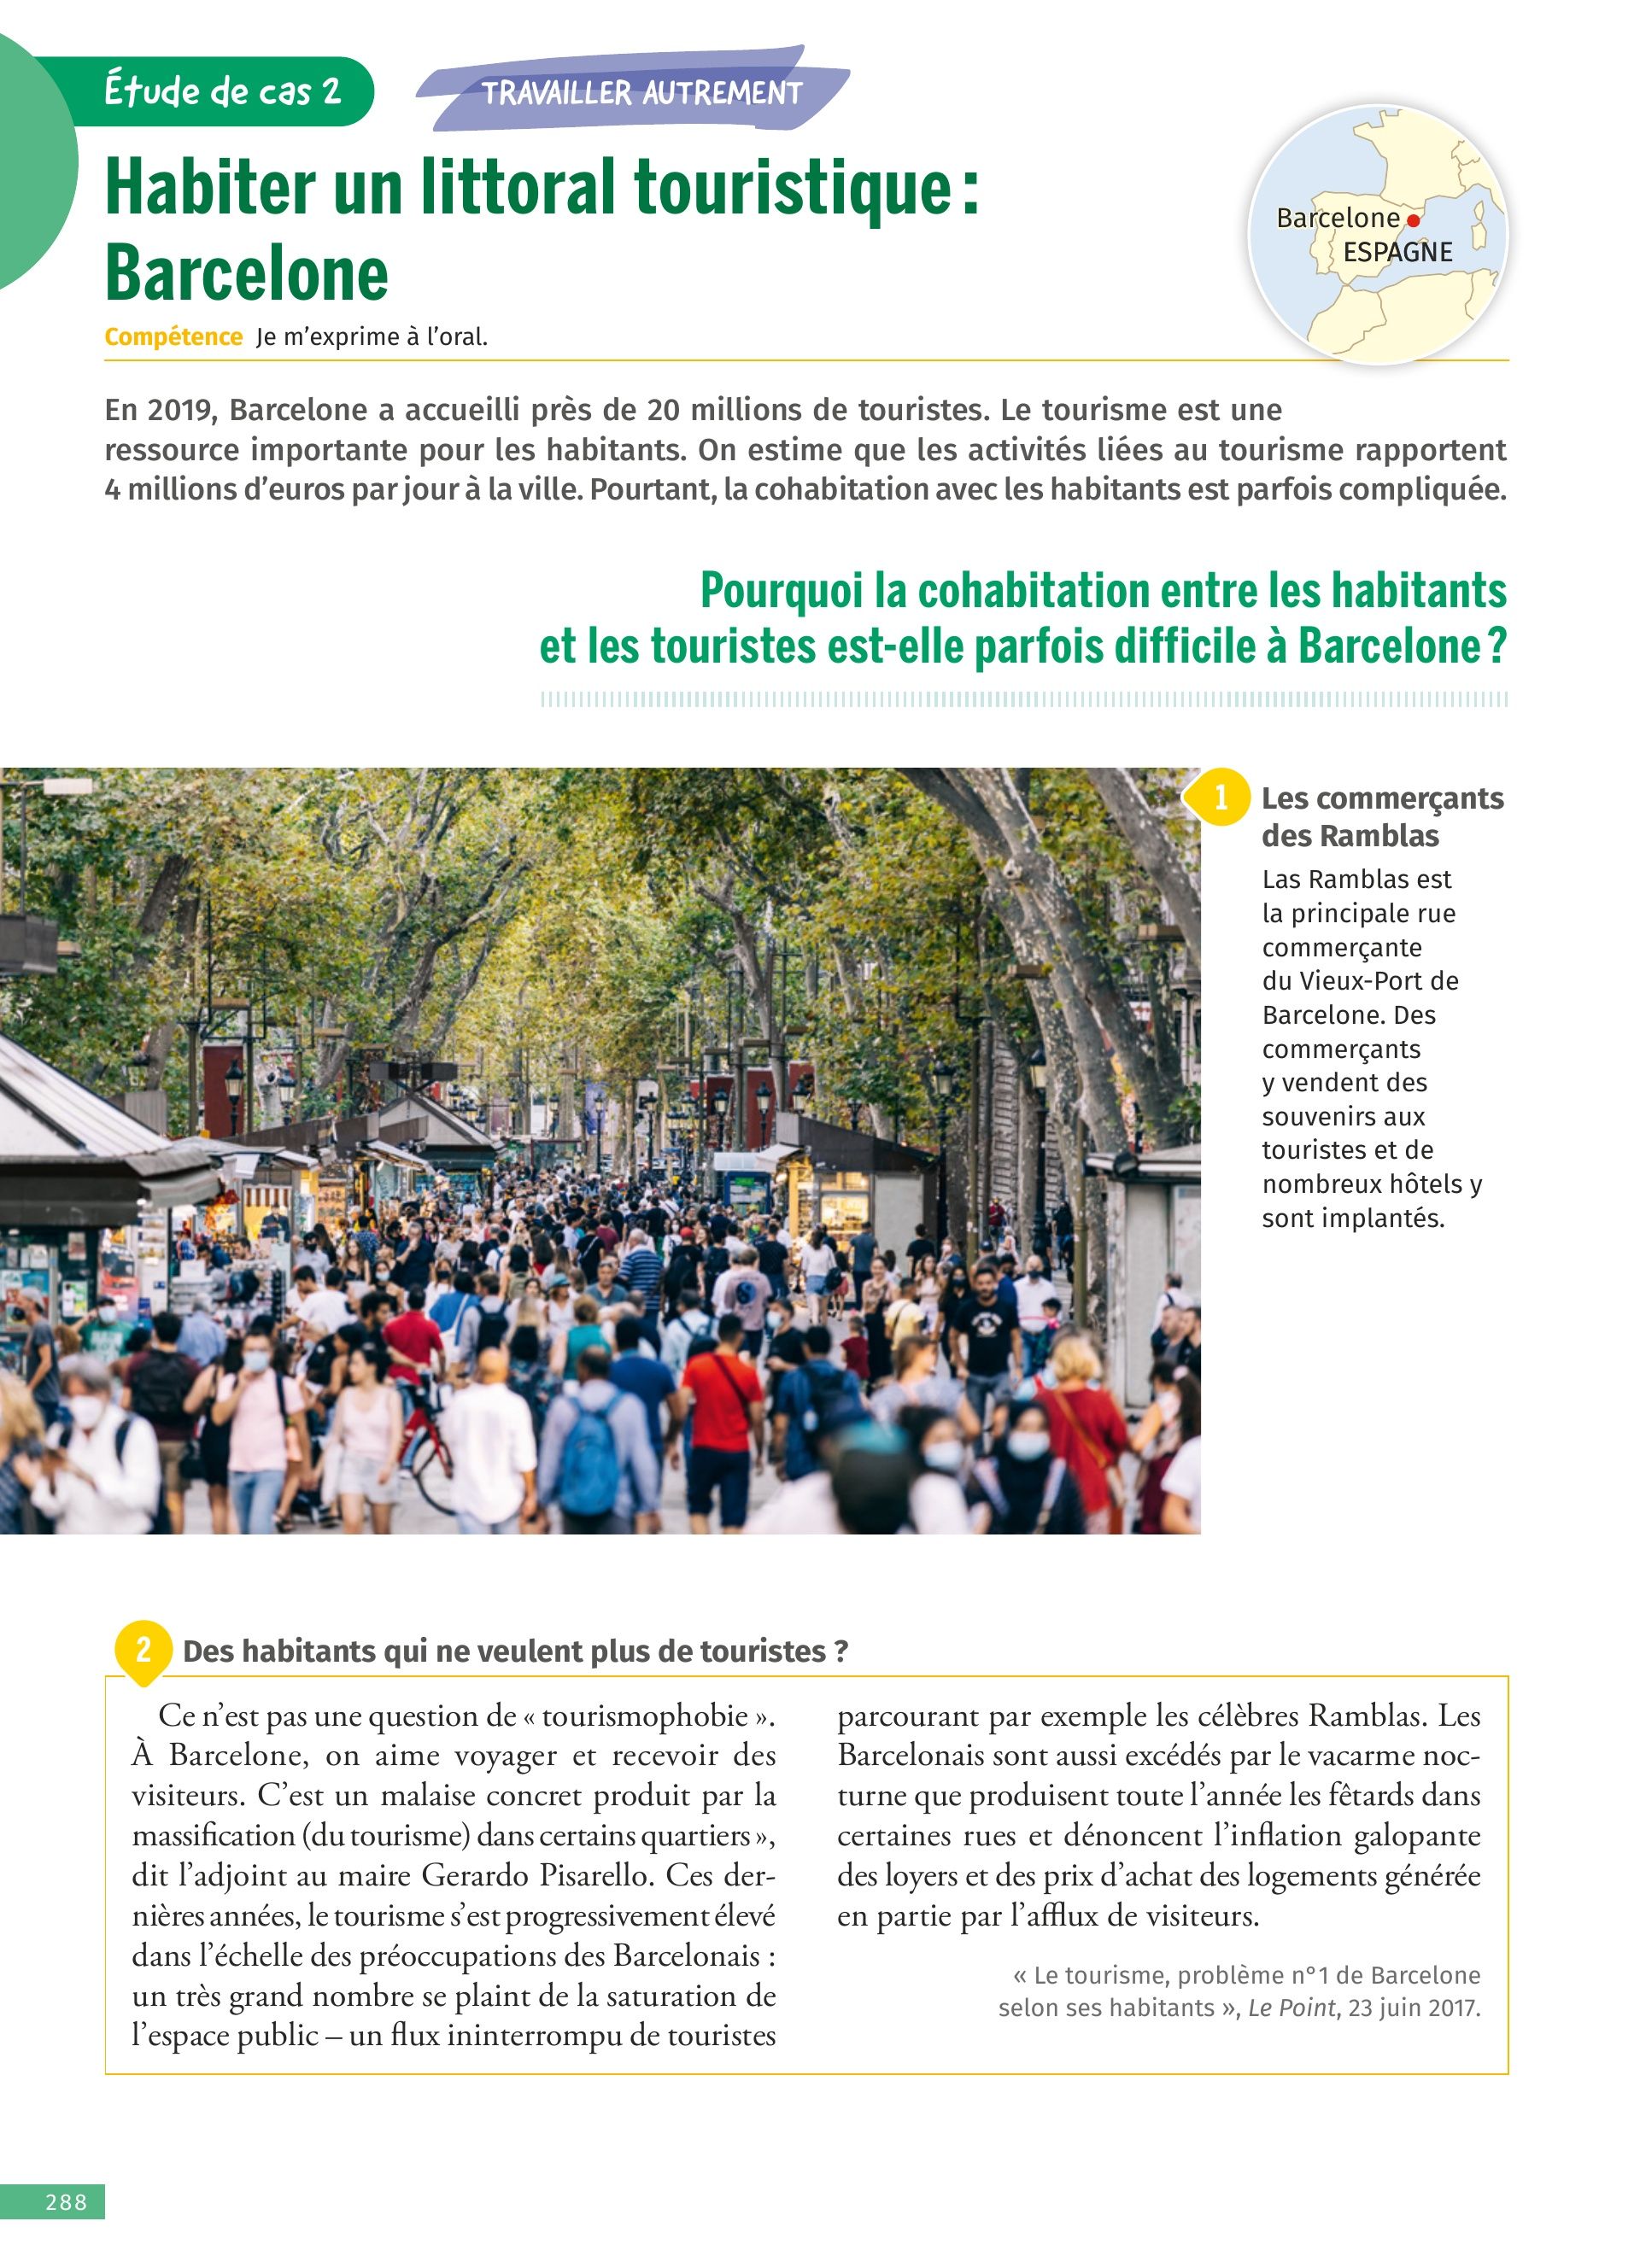 Étude de cas 2
TRAVAILLER AUTREMENT
Habiter un littoral touristique :
Barcelone
Compétence Je m'exprime à l'oral.
Barcelone
ESPAGNE
En 2019, Barcelone a accueilli près de 20 millions de touristes. Le tourisme est une
ressource importante pour les habitants. On estime que les activités liées au tourisme rapportent
4 millions d'euros par jour à la ville. Pourtant, la cohabitation avec les habitants est parfois compliquée.
Pourquoi la cohabitation entre les habitants
et les touristes est-elle parfois difficile à Barcelone ?
1
Les commerçants
des Ramblas
Las Ramblas est
la principale rue
commerçante
du Vieux-Port de
Barcelone. Des
commerçants
y vendent des
souvenirs aux
touristes et de
nombreux hôtels y
sont implantés.
2 Des habitants qui ne veulent plus de touristes ?
Ce n'est pas une question de « tourismophobie ».
À Barcelone, on aime voyager et recevoir des
visiteurs. C'est un malaise concret produit par la
massification (du tourisme) dans certains quartiers »,
dit l'adjoint au maire Gerardo Pisarello. Ces der-
nières années, le tourisme s'est progressivement élevé
dans l'échelle des préoccupations des Barcelonais :
un très grand nombre se plaint de la saturation de
l'espace public – un flux ininterrompu de touristes
parcourant par exemple les célèbres Ramblas. Les
Barcelonais sont aussi excédés par le vacarme noc-
turne que produisent toute l'année les fêtards dans
certaines rues et dénoncent l'inflation galopante
des loyers et des prix d'achat des logements générée
en partie par l'afflux de visiteurs.
« Le tourisme, problème n°1 de Barcelone
selon ses habitants », Le Point, 23 juin 2017.
288